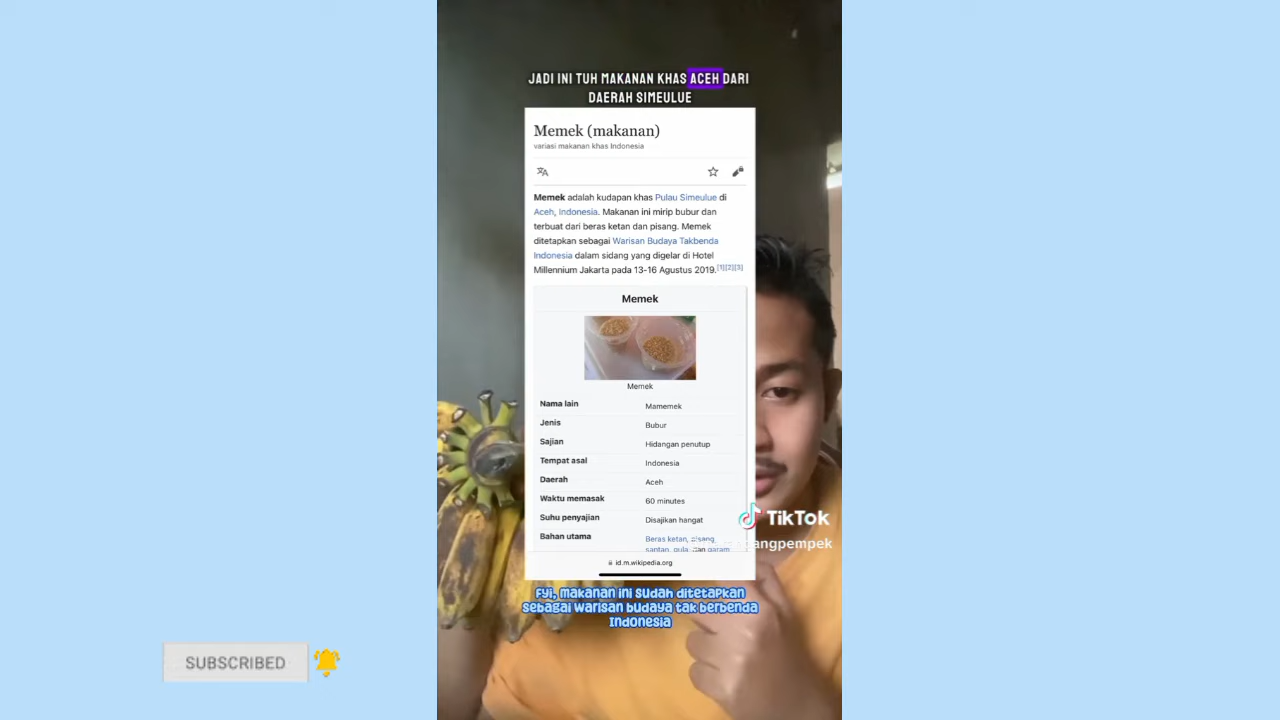 JADI INI TUH MAKANAN KHAS ACEH DARI
DAERAH SIMEULUE
Memek (makanan)
variasi makanan khas Indonesia
Memek adalah kudapan khas Pulau Simeulue di
Aceh, Indonesia. Makanan ini mirip bubur dan
terbuat dari beras ketan dan pisang. Memek
ditetapkan sebagai Warisan Budaya Takbenda
Indonesia dalam sidang yang digelar di Hotel
Millennium Jakarta pada 13-16 Agustus 2019.[1][2][3]
Memek
Memek
Nama lain Mamemek
Jenis Bubur
Sajian Hidangan penutup
Tempat asal Indonesia
Daerah Aceh
Waktu memasak 60 minutes
Suhu penyajian Disajikan hangat
Bahan utama Beras ketan, pisang,
santan, gula, dan garam
id.m.wikipedia.org
TikTok
angpempek
Fyi, makanan ini sudah ditetapkan
sebagai warisan budaya tak berbenda
Indonesia
SUBSCRIBED